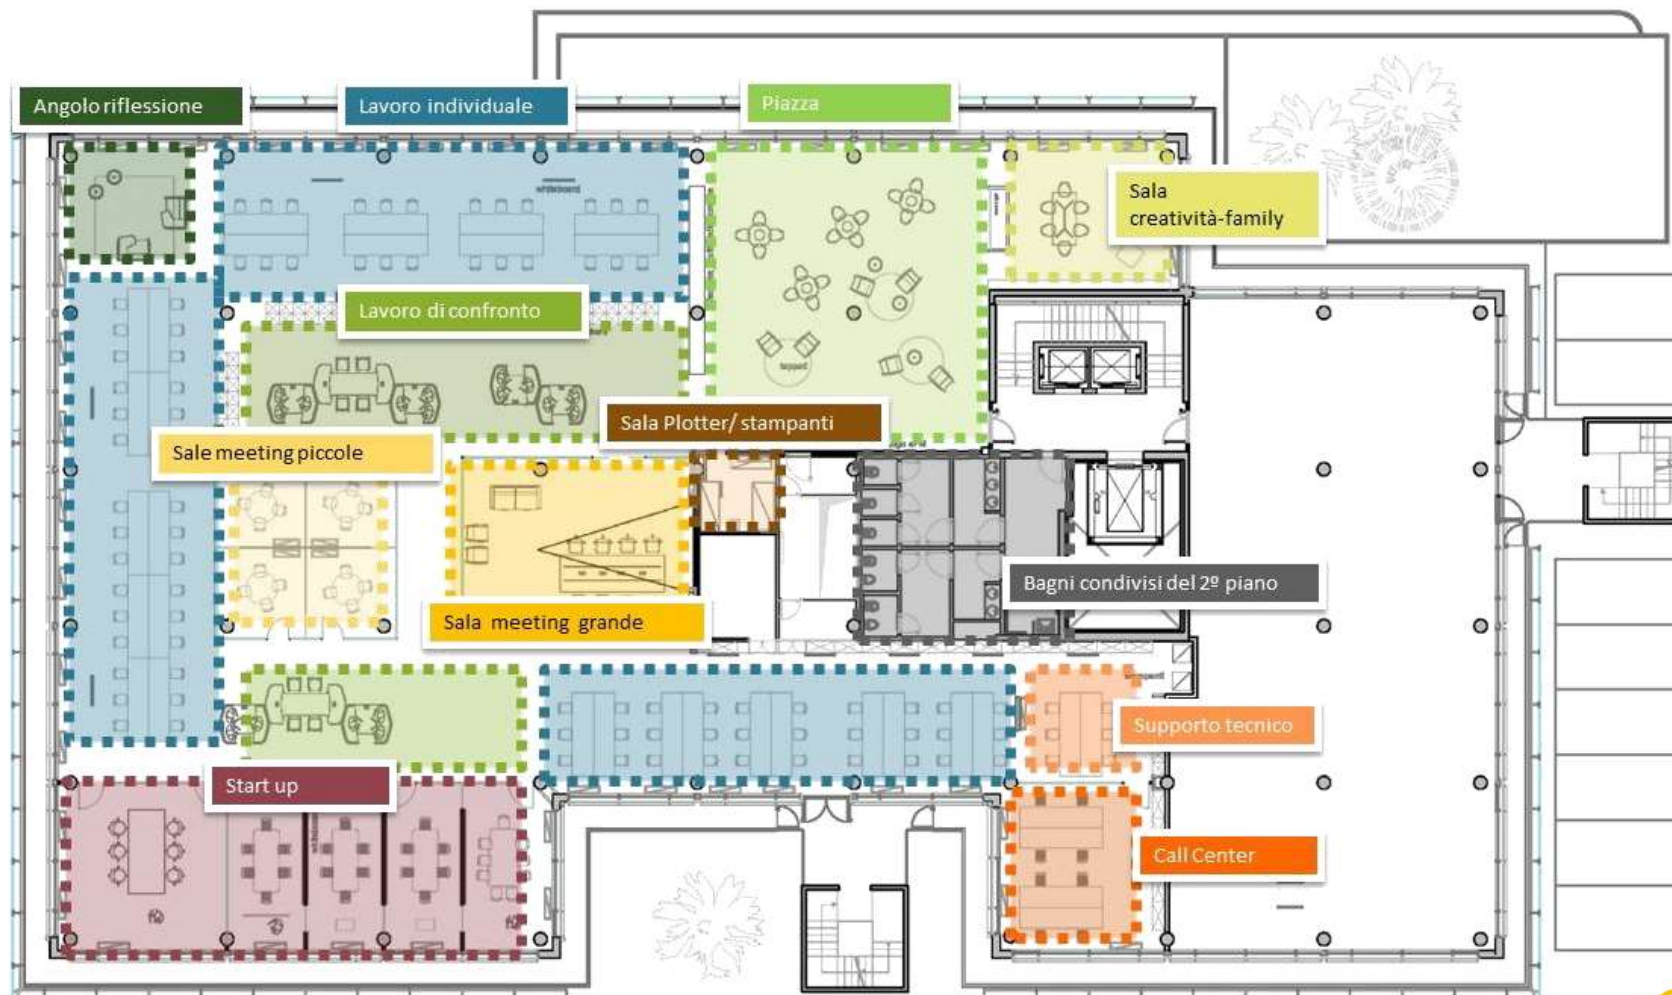 Angolo riflessione
Lavoro individuale
Piazza
whiteboard
Sala
creatività-family
Lavoro di confronto
Sala Plotter/ stampanti
Sale meeting piccole
Bagni condivisi del 2º piano
Sala meeting grande
Supporto tecnico
Start up
Call Center